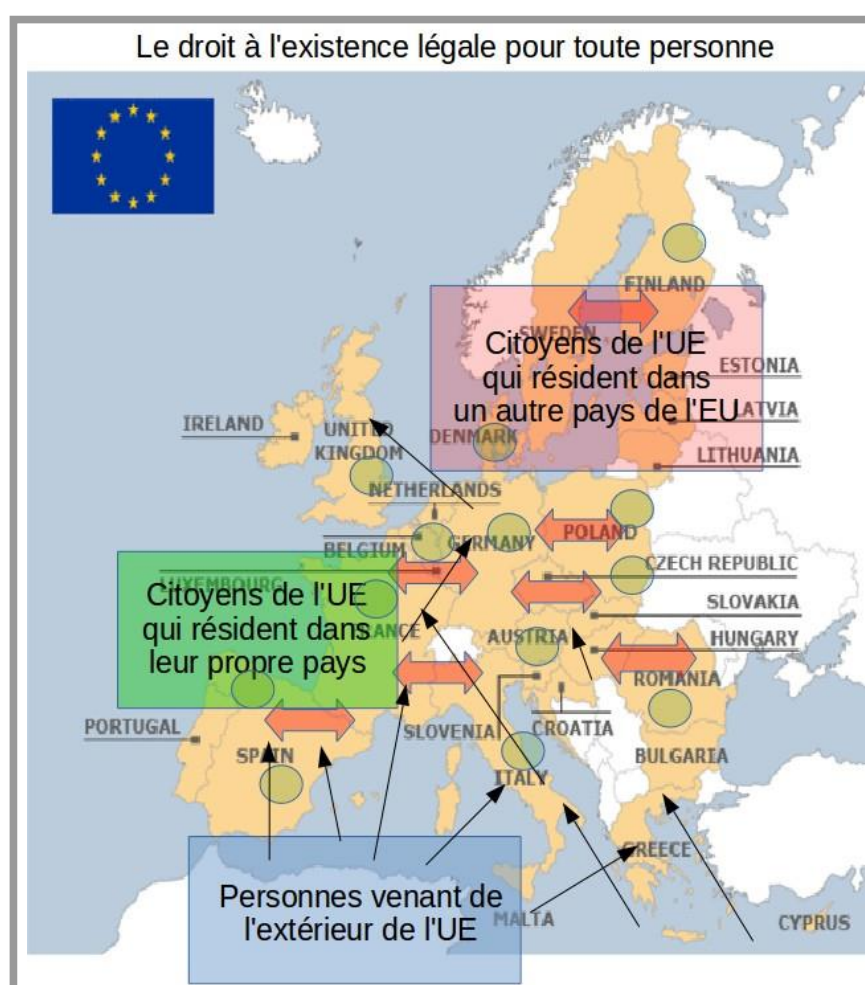 Le droit à l'existence légale pour toute personne
FINLAND
SWEDEN
Citoyens de l'UE
qui résident dans
un autre pays de l'EU
ESTONIA
LATVIA
LITHUANIA
DENMARK
IRELAND
UNITED
KINGDOM
NETHERLANDS
BELGIUM
GERMANY
POLAND
LUXEMBOURG
CZECH REPUBLIC
Citoyens de l'UE
qui résident dans
leur propre pays
FRANCE
SLOVAKIA
AUSTRIA
HUNGARY
ROMANIA
PORTUGAL
SLOVENIA
CROATIA
SPAIN
ITALY
BULGARIA
GREECE
Personnes venant de
l'extérieur de l'UE
MALTA
CYPRUS